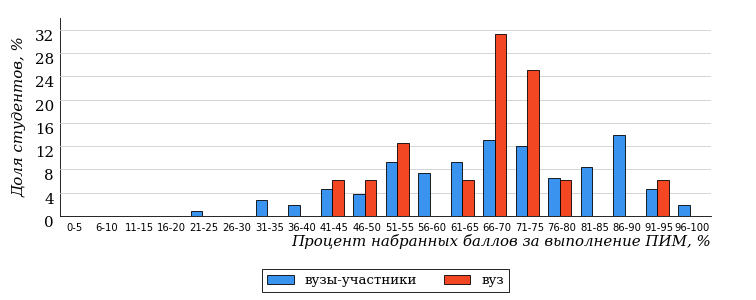 Доля студентов, %
32
28
24
20
16
12
8
4
0
0-5 6-10 11-15 16-20 21-25 26-30 31-35 36-40 41-45 46-50 51-55 56-60 61-65 66-70 71-75 76-80 81-85 86-90 91-95 96-100
Процент набранных баллов за выполнение ПИМ, %
вузы-участники вуз